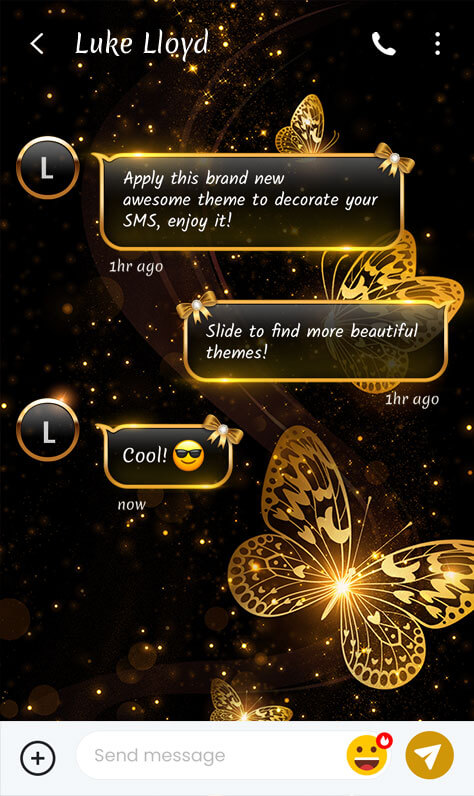 Luke Lloyd
L
Apply this brand new
awesome theme to decorate your
SMS, enjoy it!
1hr ago
Slide to find more beautiful
themes!
1hr ago
L
Cool! 😎
now
Send message